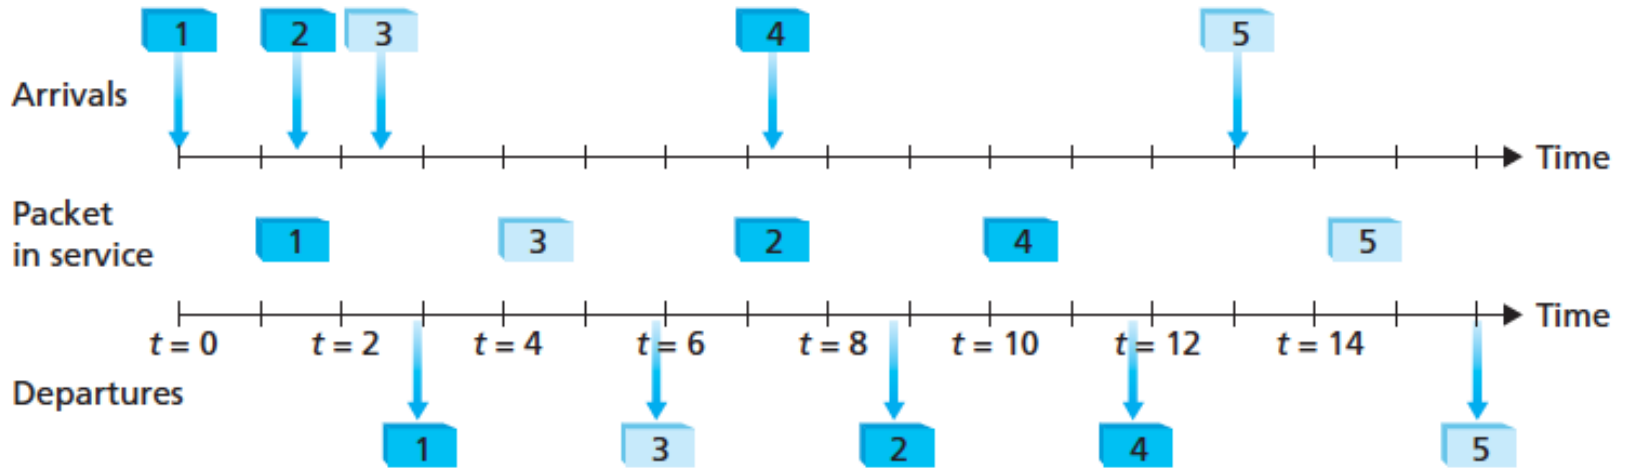 1 2 3 4 5
Arrivals
Time
Packet
in service
1 3 2 4 5
Time
t = 0 t = 2 t = 4 t = 6 t = 8 t = 10 t = 12 t = 14
Departures
1 3 2 4 5